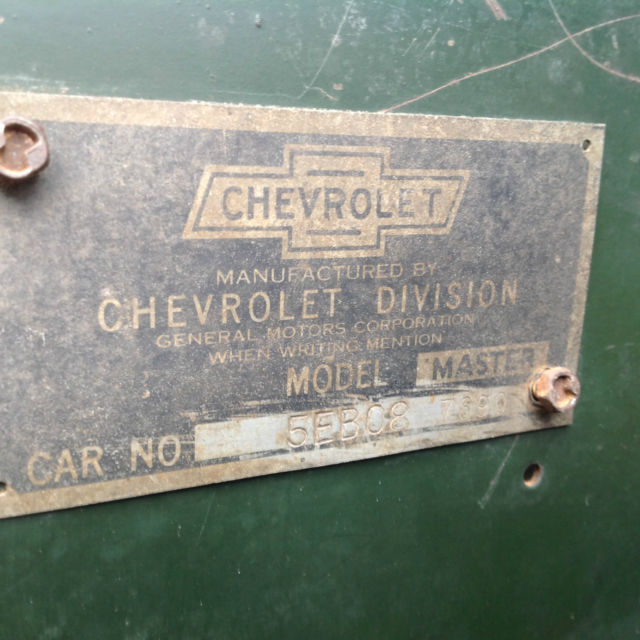 CHEVROLET
MANUFACTURED BY
CHEVROLET DIVISION
GENERAL MOTORS CORPORATION
WHEN WRITING MENTION
MODEL MASTER
CAR NO 5EB08